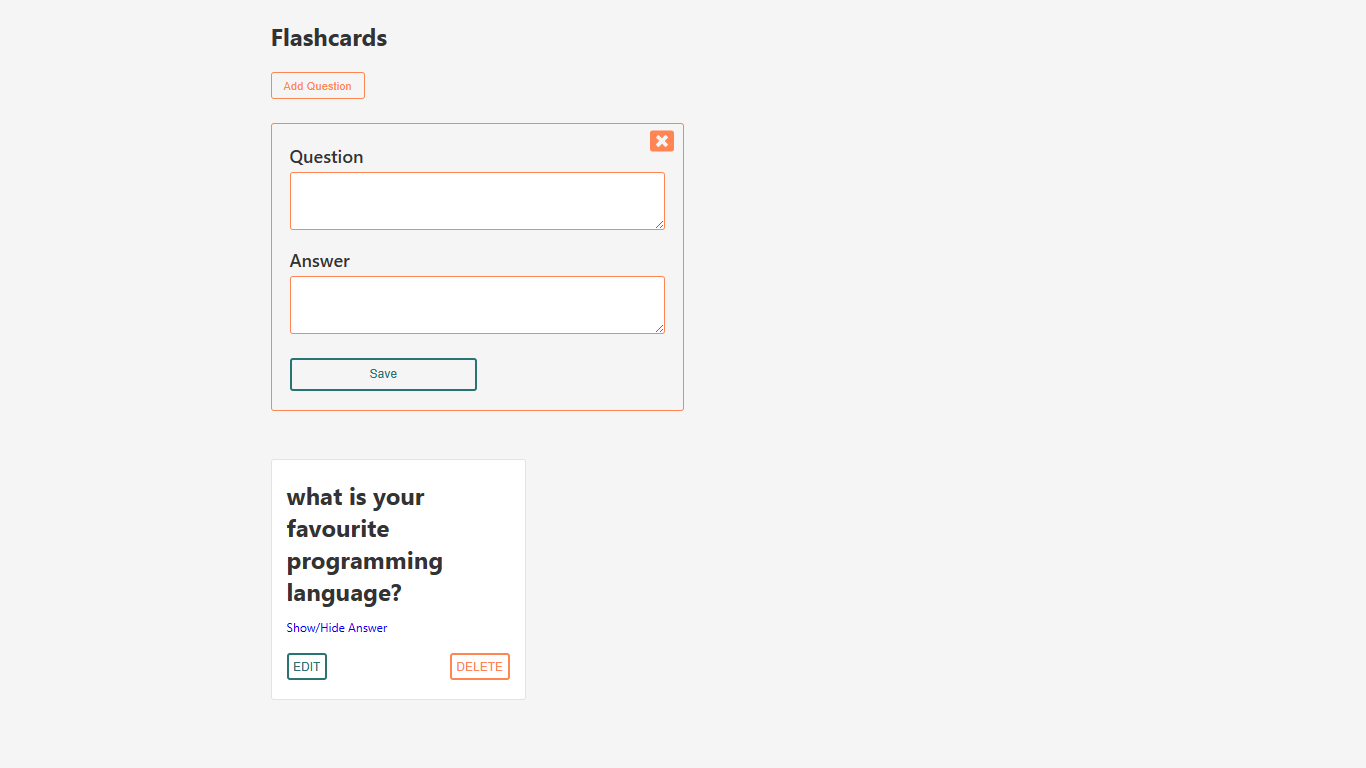 Flashcards
Add Question
Question
Answer
Save
what is your
favourite
programming
language?
Show/Hide Answer
EDIT DELETE